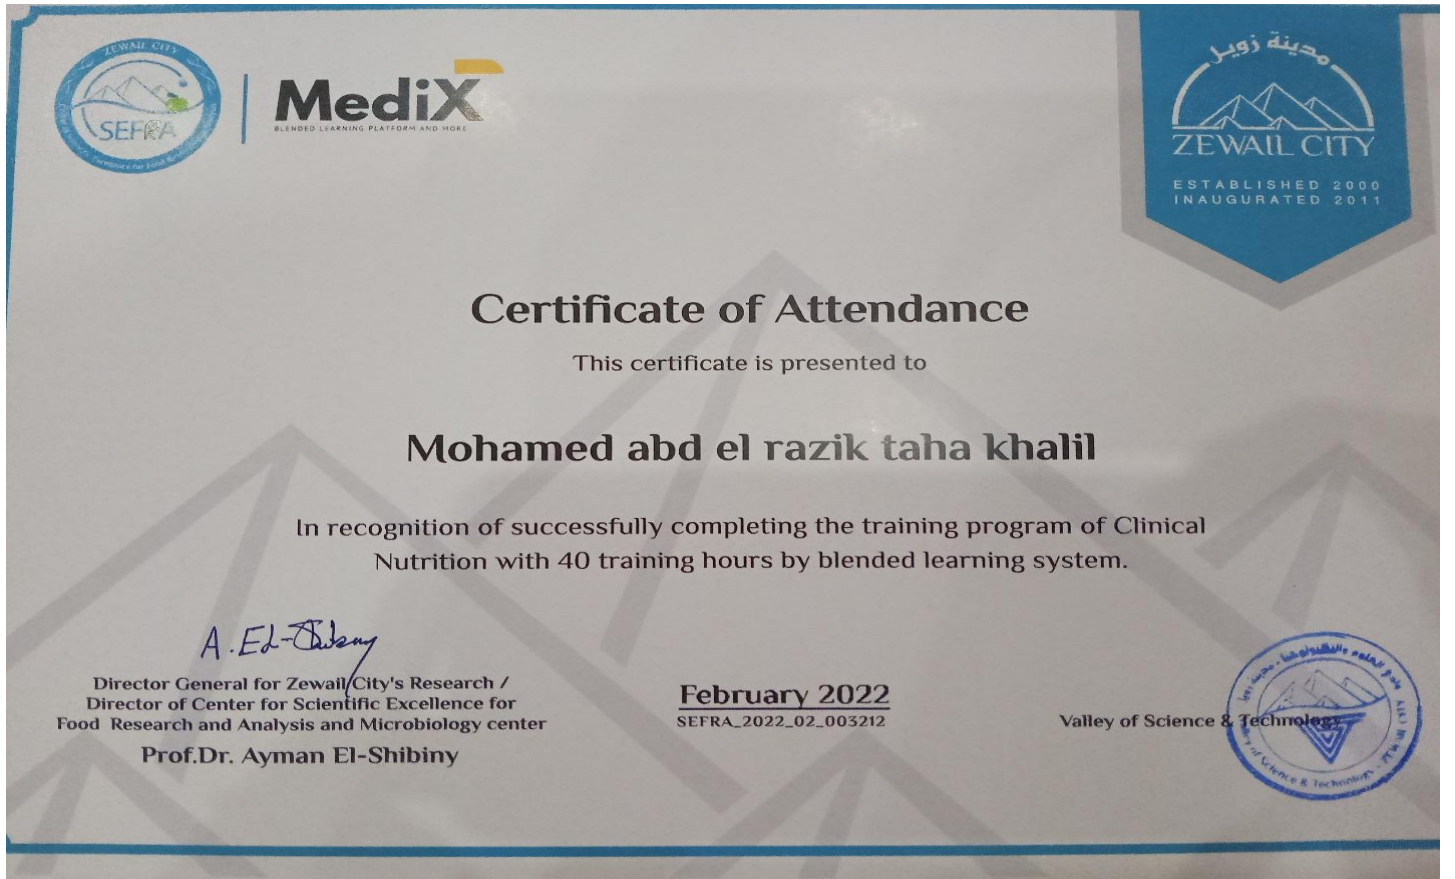 ZEWAIL CITY
SEFRA
MediX
BLENDED LEARNING PLATFORM AND MORE
مدينة زويل
ZEWAIL CITY
ESTABLISHED 2000
INAUGURATED 2011
Certificate of Attendance
This certificate is presented to
Mohamed abd el razik taha khalil
In recognition of successfully completing the training program of Clinical
Nutrition with 40 training hours by blended learning system.
A. El-Shibiny
Director General for Zewail City's Research /
Director of Center for Scientific Excellence for
Food Research and Analysis and Microbiology center
Prof.Dr. Ayman El-Shibiny
February 2022
SEFRA_2022_02_003212
Valley of Science & Technology